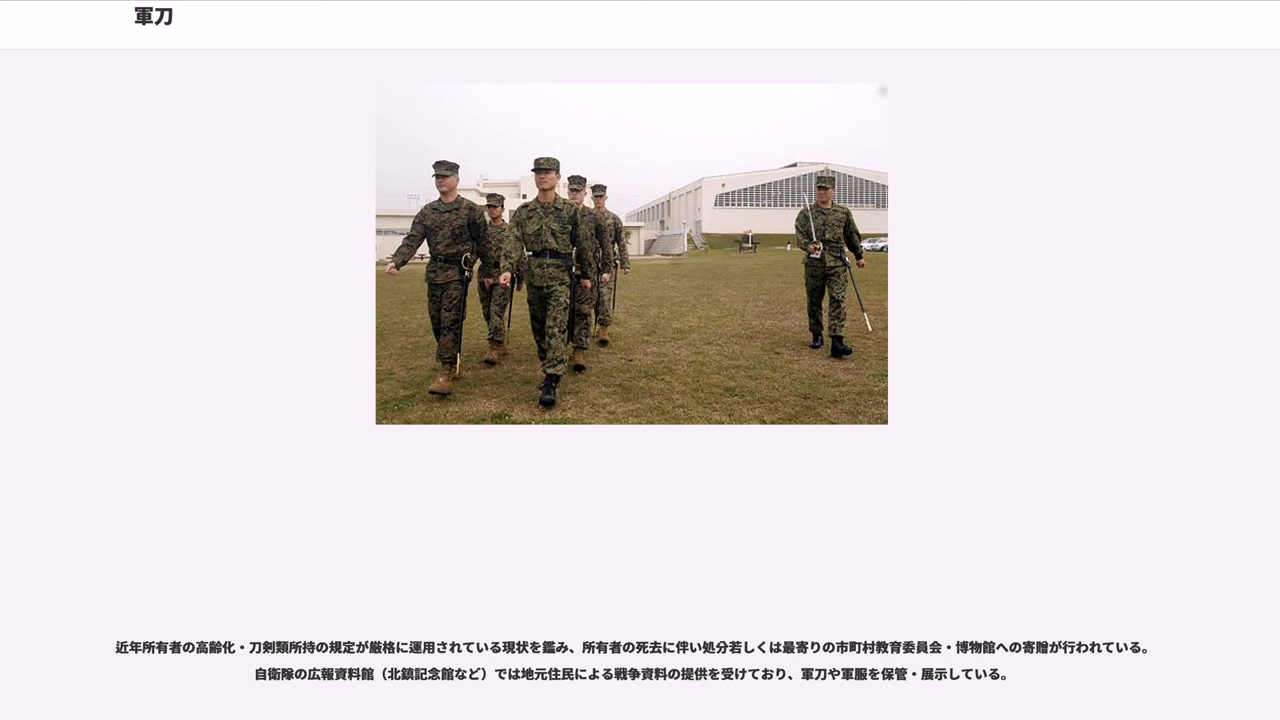 軍刀
近年所有者の高齢化・刀剣類所持の規定が厳格に運用されている現状を鑑み、所有者の死去に伴い処分若しくは最寄りの市町村教育委員会・博物館への寄贈が行われている。
自衛隊の広報資料館（北鎮記念館など）では地元住民による戦争資料の提供を受けており、軍刀や軍服を保管・展示している。